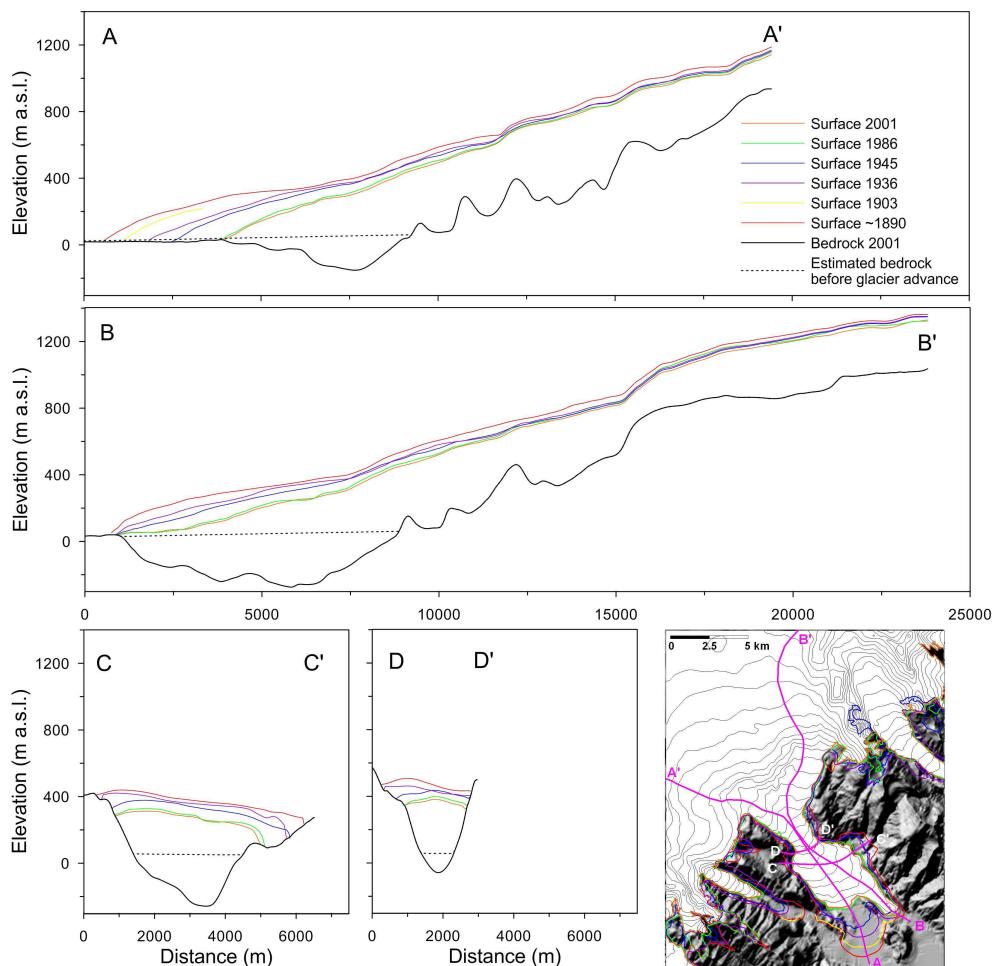 A
A'
Elevation (m a.s.l.)
1200
800
400
0
Surface 2001
Surface 1986
Surface 1945
Surface 1936
Surface 1903
Surface ~1890
Bedrock 2001
Estimated bedrock
before glacier advance
B
B'
Elevation (m a.s.l.)
1200
800
400
0
0 5000 10000 15000 20000 25000
C
C'
Elevation (m a.s.l.)
1200
800
400
0
0 2000 4000 6000
Distance (m)
D
D'
0 2000 4000 6000
Distance (m)
0 2.5 5 km
B'
A'
D'
C'
D
C
B
A